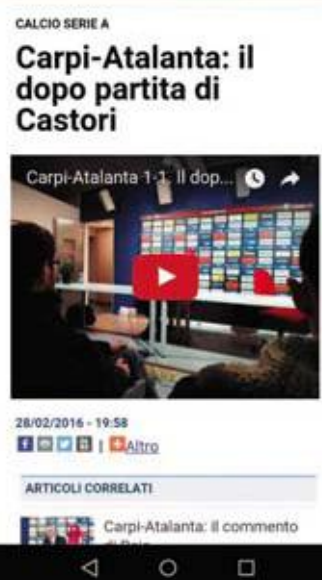 CALCIO SERIE A
Carpi-Atalanta: il
dopo partita di
Castori
Carpi-Atalanta 1-1. Il dop...
28/02/2016 - 19:58
| Altro
ARTICOLI CORRELATI
Carpi-Atalanta: il commento